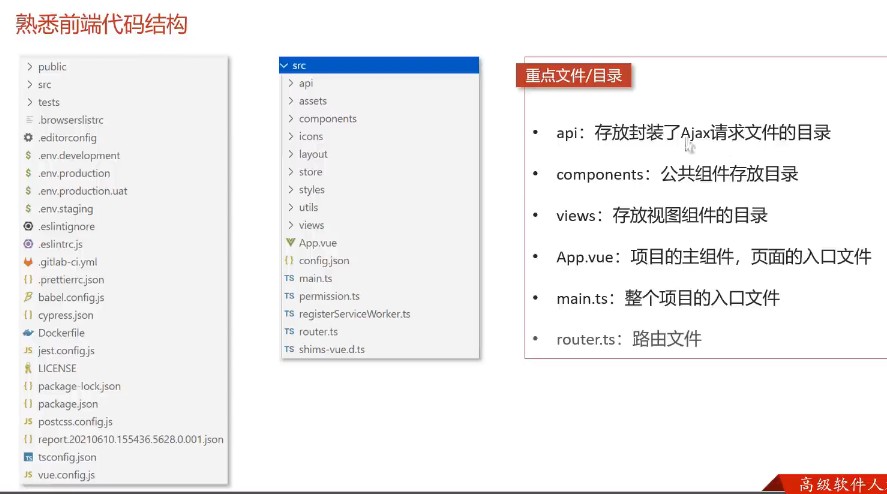 熟悉前端代码结构
public
src
tests
.browserslistrc
.editorconfig
.env.development
.env.production
.env.production.uat
.env.staging
.eslintignore
.eslintrc.js
.gitlab-ci.yml
.prettierrc.json
babel.config.js
cypress.json
Dockerfile
jest.config.js
LICENSE
package-lock.json
package.json
postcss.config.js
report.20210610.155436.5628.0.001.json
tsconfig.json
vue.config.js
src
api
assets
components
icons
layout
store
styles
utils
views
App.vue
config.json
main.ts
permission.ts
registerServiceWorker.ts
router.ts
shims-vue.d.ts
重点文件/目录
• api：存放封装了Ajax请求文件的目录
• components：公共组件存放目录
• views：存放视图组件的目录
• App.vue：项目的主组件，页面的入口文件
• main.ts：整个项目的入口文件
• router.ts：路由文件
高级软件人